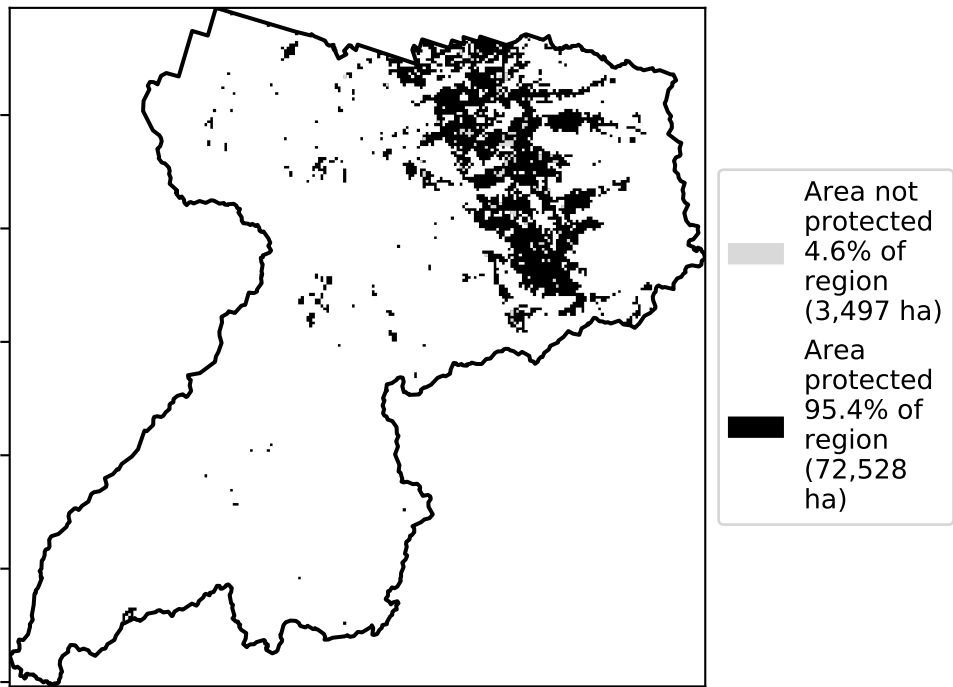 Area not
protected
4.6% of
region
(3,497 ha)
Area
protected
95.4% of
region
(72,528
ha)